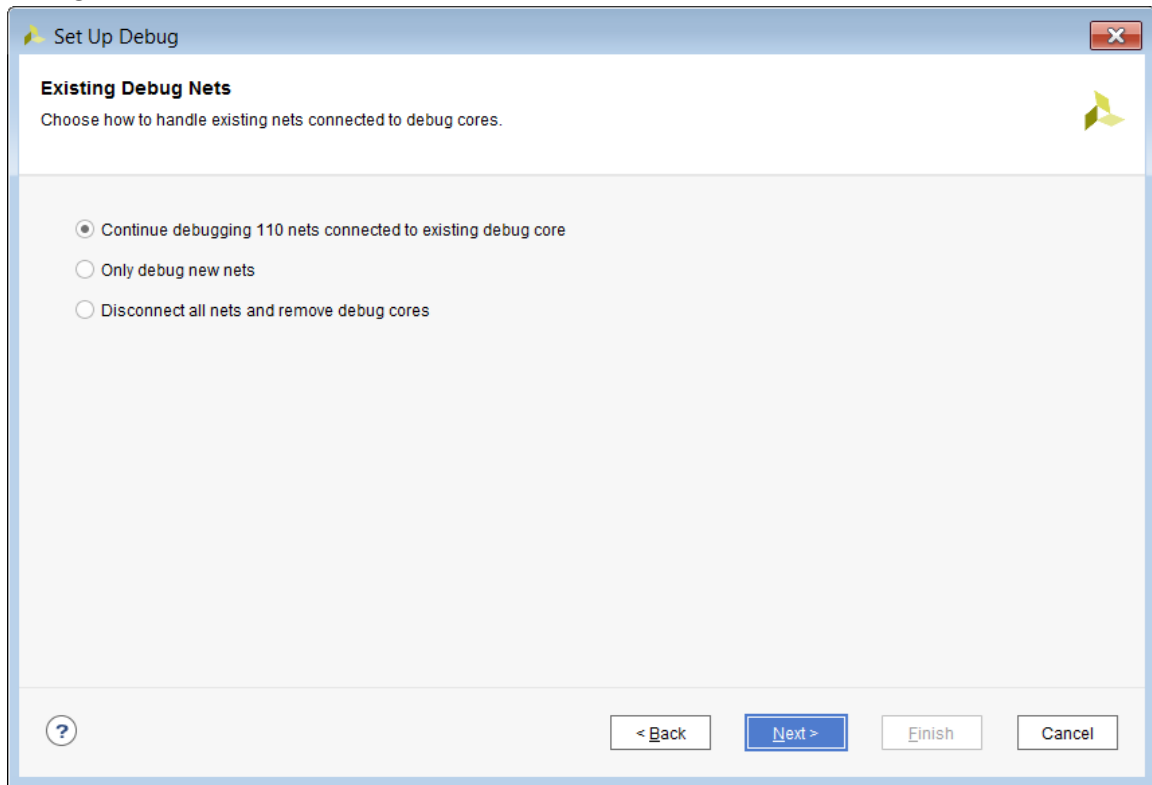 Set Up Debug
Existing Debug Nets
Choose how to handle existing nets connected to debug cores.
Continue debugging 110 nets connected to existing debug core
Only debug new nets
Disconnect all nets and remove debug cores
? < Back Next > Finish Cancel